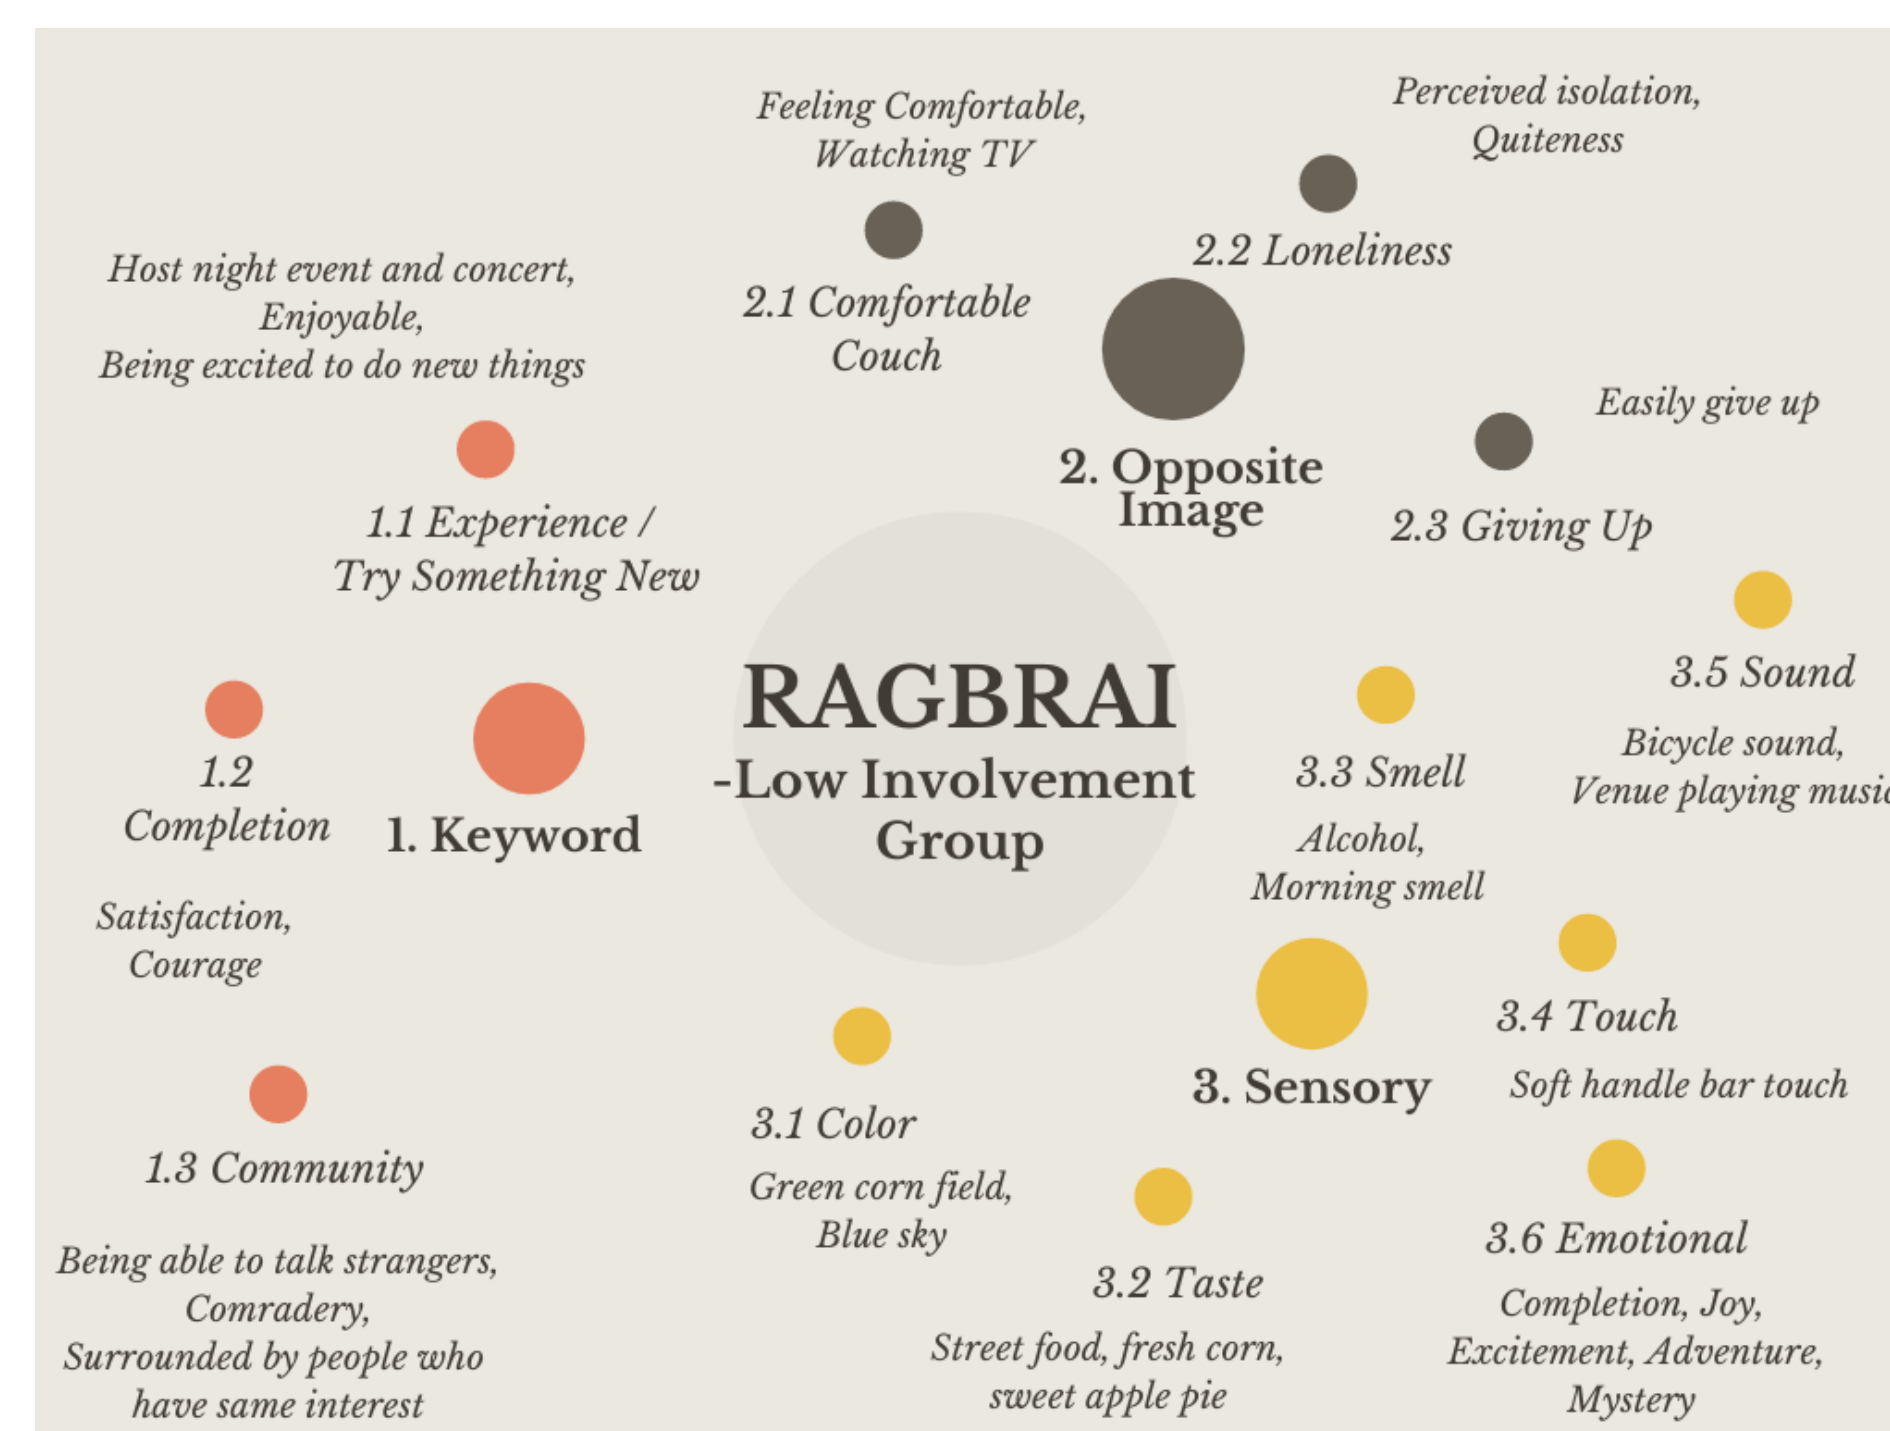 RAGBRAI
-Low Involvement
Group
1. Keyword
Host night event and concert,
Enjoyable,
Being excited to do new things
1.1 Experience /
Try Something New
1.2
Completion
Satisfaction,
Courage
1.3 Community
Being able to talk strangers,
Comradery,
Surrounded by people who
have same interest
2. Opposite
Image
Feeling Comfortable,
Watching TV
2.1 Comfortable
Couch
Perceived isolation,
Quiteness
2.2 Loneliness
Easily give up
2.3 Giving Up
3. Sensory
3.1 Color
Green corn field,
Blue sky
3.2 Taste
Street food, fresh corn,
sweet apple pie
3.3 Smell
Alcohol,
Morning smell
3.4 Touch
Soft handle bar touch
3.5 Sound
Bicycle sound,
Venue playing music
3.6 Emotional
Completion, Joy,
Excitement, Adventure,
Mystery